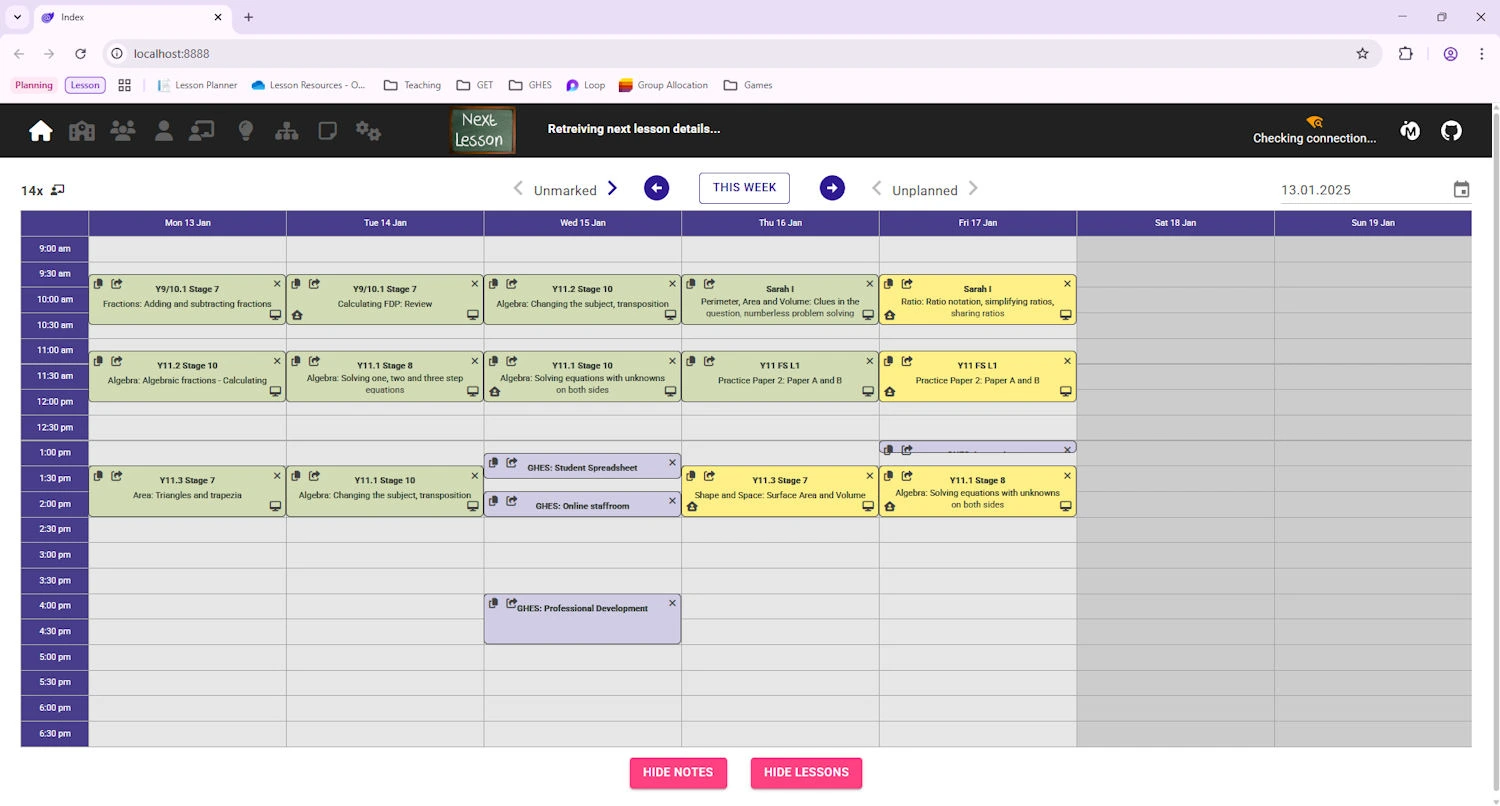 Index
localhost:8888
Planning
Lesson
Lesson Planner
Lesson Resources - O...
Teaching
GET
GHES
Loop
Group Allocation
Games
Next
Lesson
Retreiving next lesson details...
Checking connection...
14x
Unmarked
THIS WEEK
Unplanned
13.01.2025
Mon 13 Jan
Tue 14 Jan
Wed 15 Jan
Thu 16 Jan
Fri 17 Jan
Sat 18 Jan
Sun 19 Jan
9:00 am
9:30 am
Y9/10.1 Stage 7
Fractions: Adding and subtracting fractions
Y9/10.1 Stage 7
Calculating FDP: Review
Y11.2 Stage 10
Algebra: Changing the subject, transposition
Sarah I
Perimeter, Area and Volume: Clues in the
question, numberless problem solving
Sarah I
Ratio: Ratio notation, simplifying ratios,
sharing ratios
10:00 am
10:30 am
11:00 am
Y11.2 Stage 10
Algebra: Algebraic fractions - Calculating
Y11.1 Stage 8
Algebra: Solving one, two and three step
equations
Y11.1 Stage 10
Algebra: Solving equations with unknowns
on both sides
Y11 FS L1
Practice Paper 2: Paper A and B
Y11 FS L1
Practice Paper 2: Paper A and B
11:30 am
12:00 pm
12:30 pm
1:00 pm
GHES: Student Spreadsheet
1:30 pm
Y11.3 Stage 7
Area: Triangles and trapezia
Y11.1 Stage 10
Algebra: Changing the subject, transposition
GHES: Online staffroom
Y11.3 Stage 7
Shape and Space: Surface Area and Volume
Y11.1 Stage 8
Algebra: Solving equations with unknowns
on both sides
2:00 pm
2:30 pm
3:00 pm
3:30 pm
4:00 pm
GHES: Professional Development
4:30 pm
5:00 pm
5:30 pm
6:00 pm
6:30 pm
HIDE NOTES
HIDE LESSONS